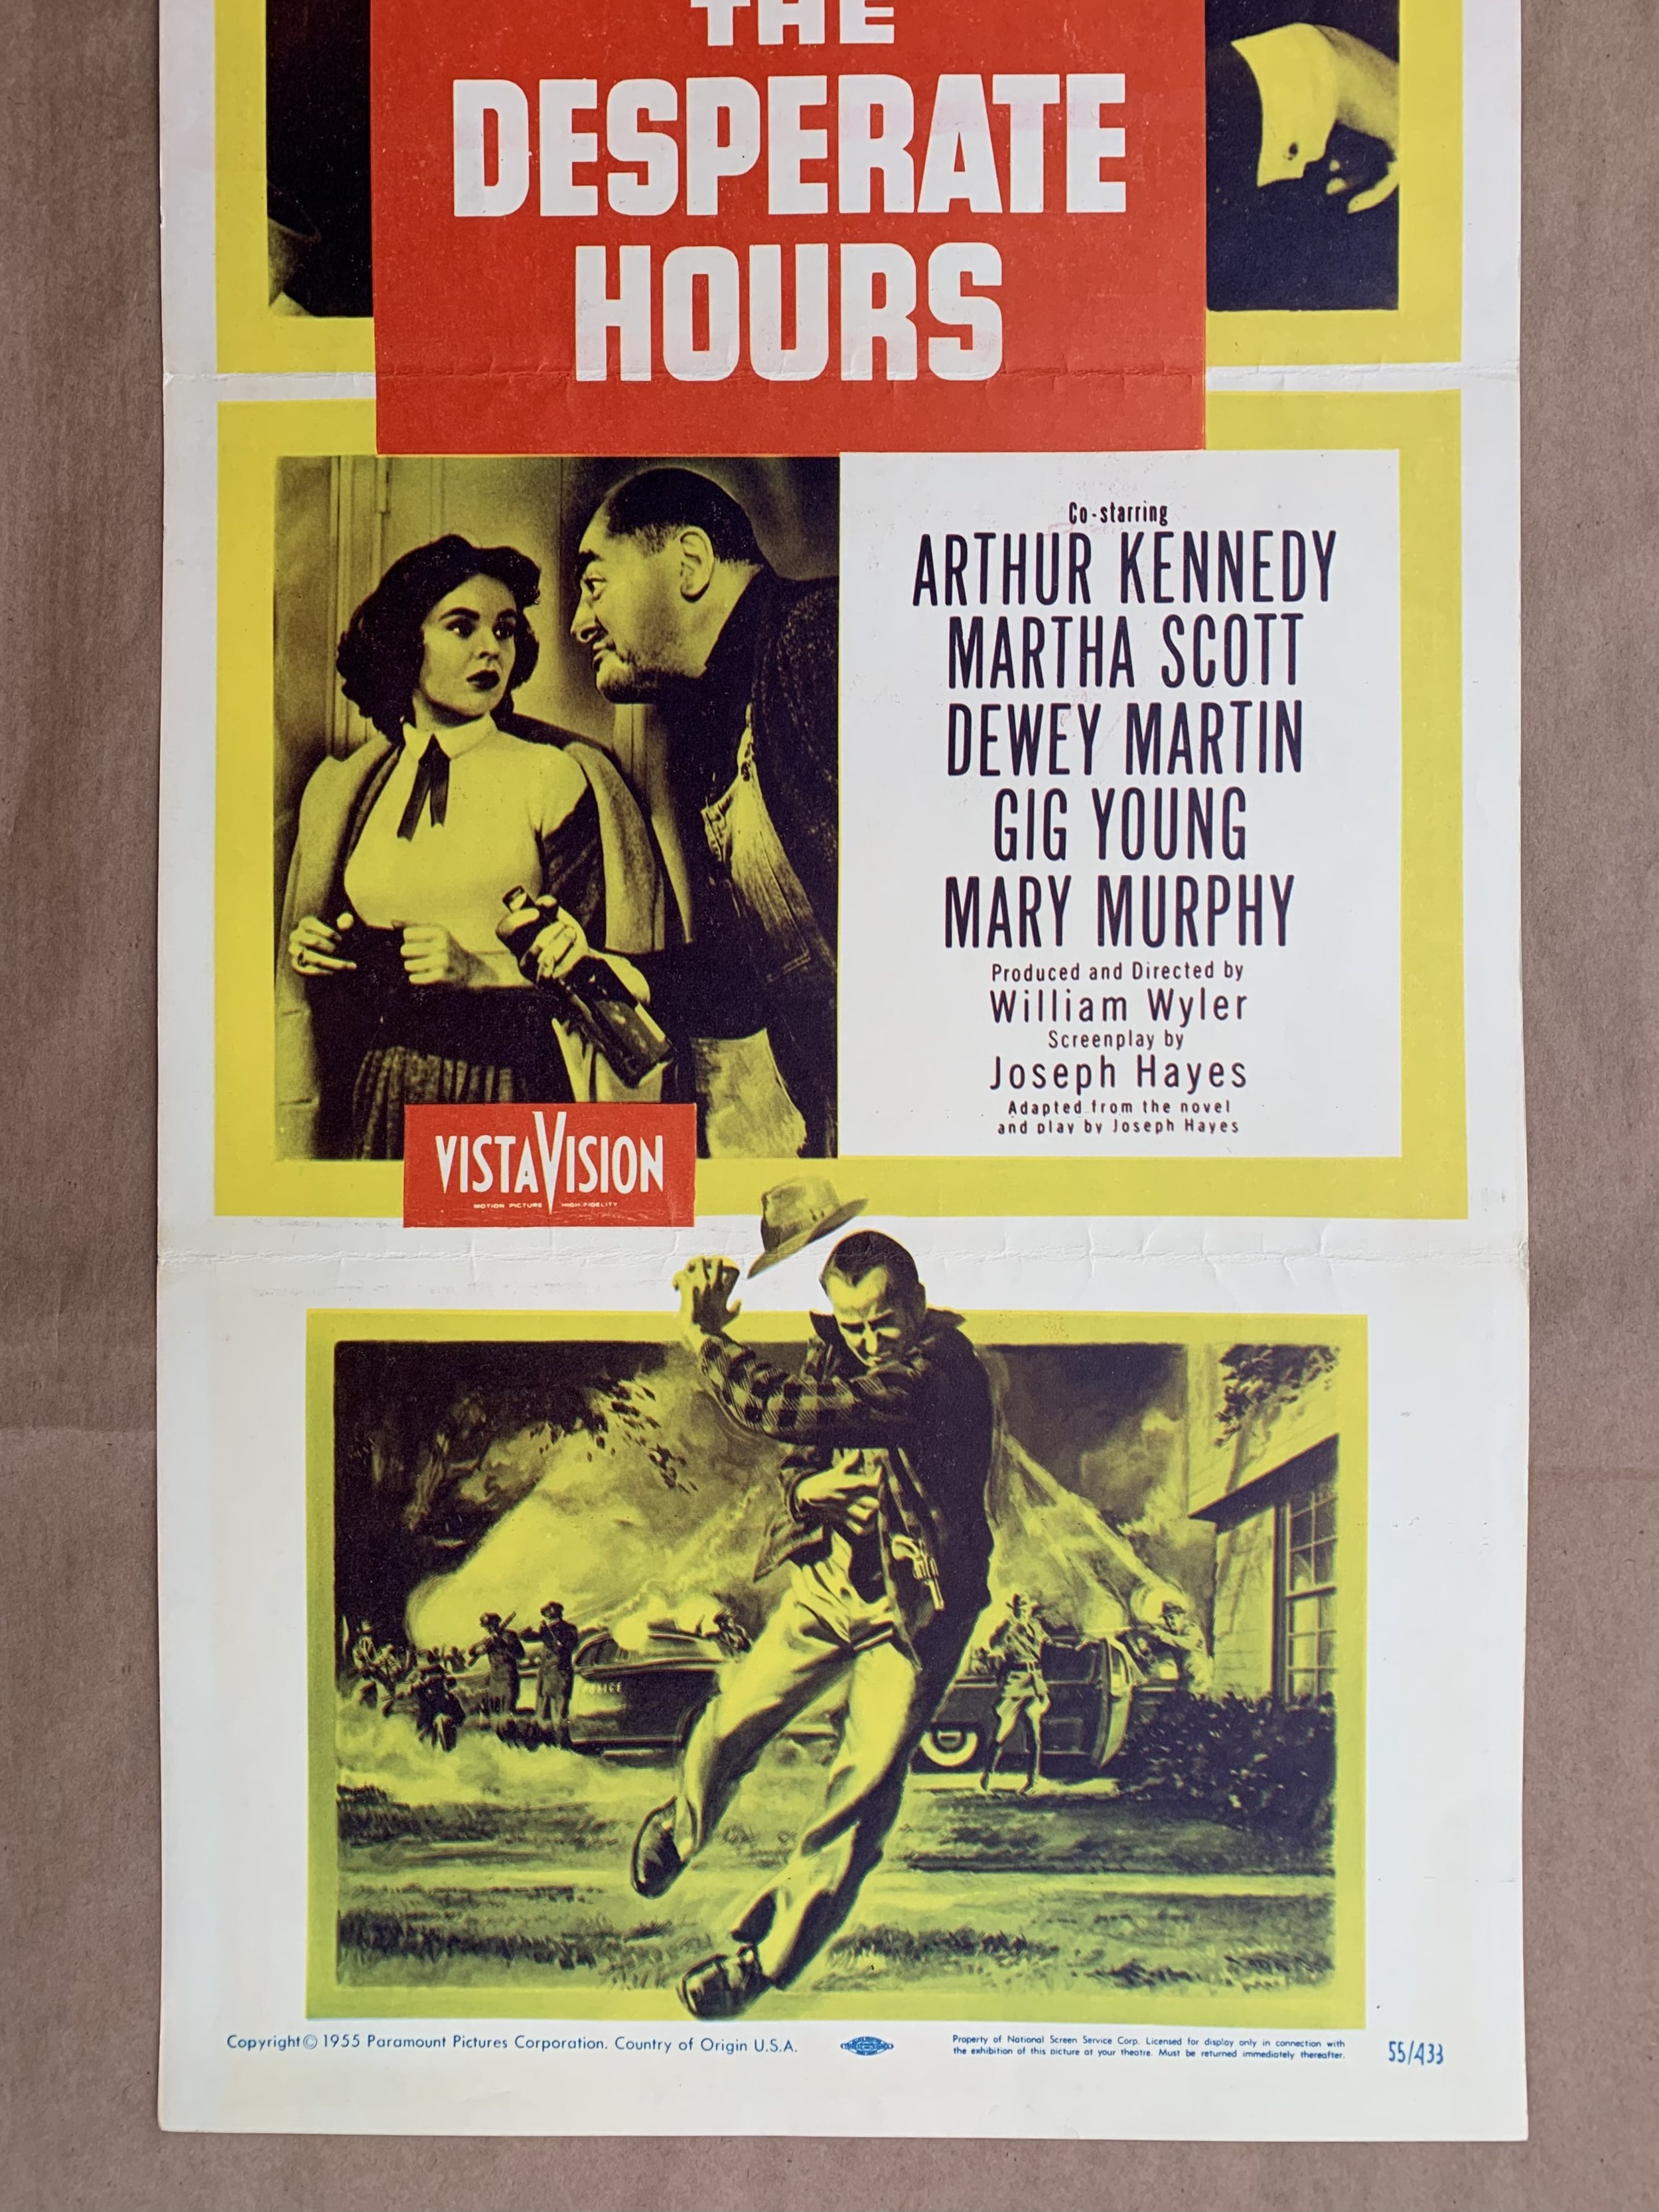 THE
DESPERATE
HOURS
Co-starring
ARTHUR KENNEDY
MARTHA SCOTT
DEWEY MARTIN
GIG YOUNG
MARY MURPHY
Produced and Directed by
William Wyler
Screenplay by
Joseph Hayes
Adapted from the novel
and play by Joseph Hayes
VISTAVISION
MOTION PICTURE HIGH-FIDELITY
POLICE
Copyright © 1955 Paramount Pictures Corporation. Country of Origin U.S.A.
Property of National Screen Service Corp. Licensed for display only in connection with
the exhibition of this picture at your theatre. Must be returned immediately thereafter.
55/433